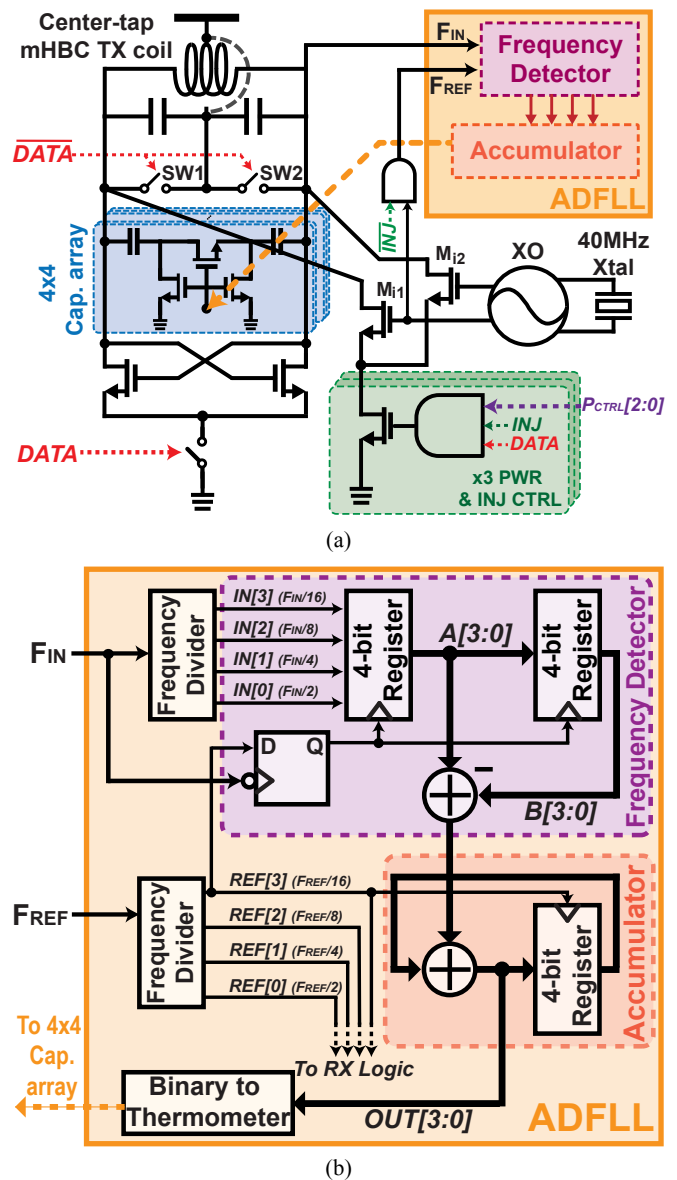 Center-tap
mHBC TX coil
FIN
FREF
Frequency
Detector
Accumulator
ADFLL
DATA
SW1
SW2
INJ
4x4
Cap. array
Mi2
Mi1
XO
40MHz
Xtal
PCTRL[2:0]
INJ
DATA
x3 PWR
& INJ CTRL
DATA
(a)
FIN
Frequency
Divider
IN[3] (FIN/16)
IN[2] (FIN/8)
IN[1] (FIN/4)
IN[0] (FIN/2)
4-bit
Register
A[3:0]
4-bit
Register
Frequency Detector
D
Q
−
B[3:0]
FREF
Frequency
Divider
REF[3] (FREF/16)
REF[2] (FREF/8)
REF[1] (FREF/4)
REF[0] (FREF/2)
To RX Logic
4-bit
Register
Accumulator
To 4x4
Cap.
array
Binary to
Thermometer
OUT[3:0]
ADFLL
(b)